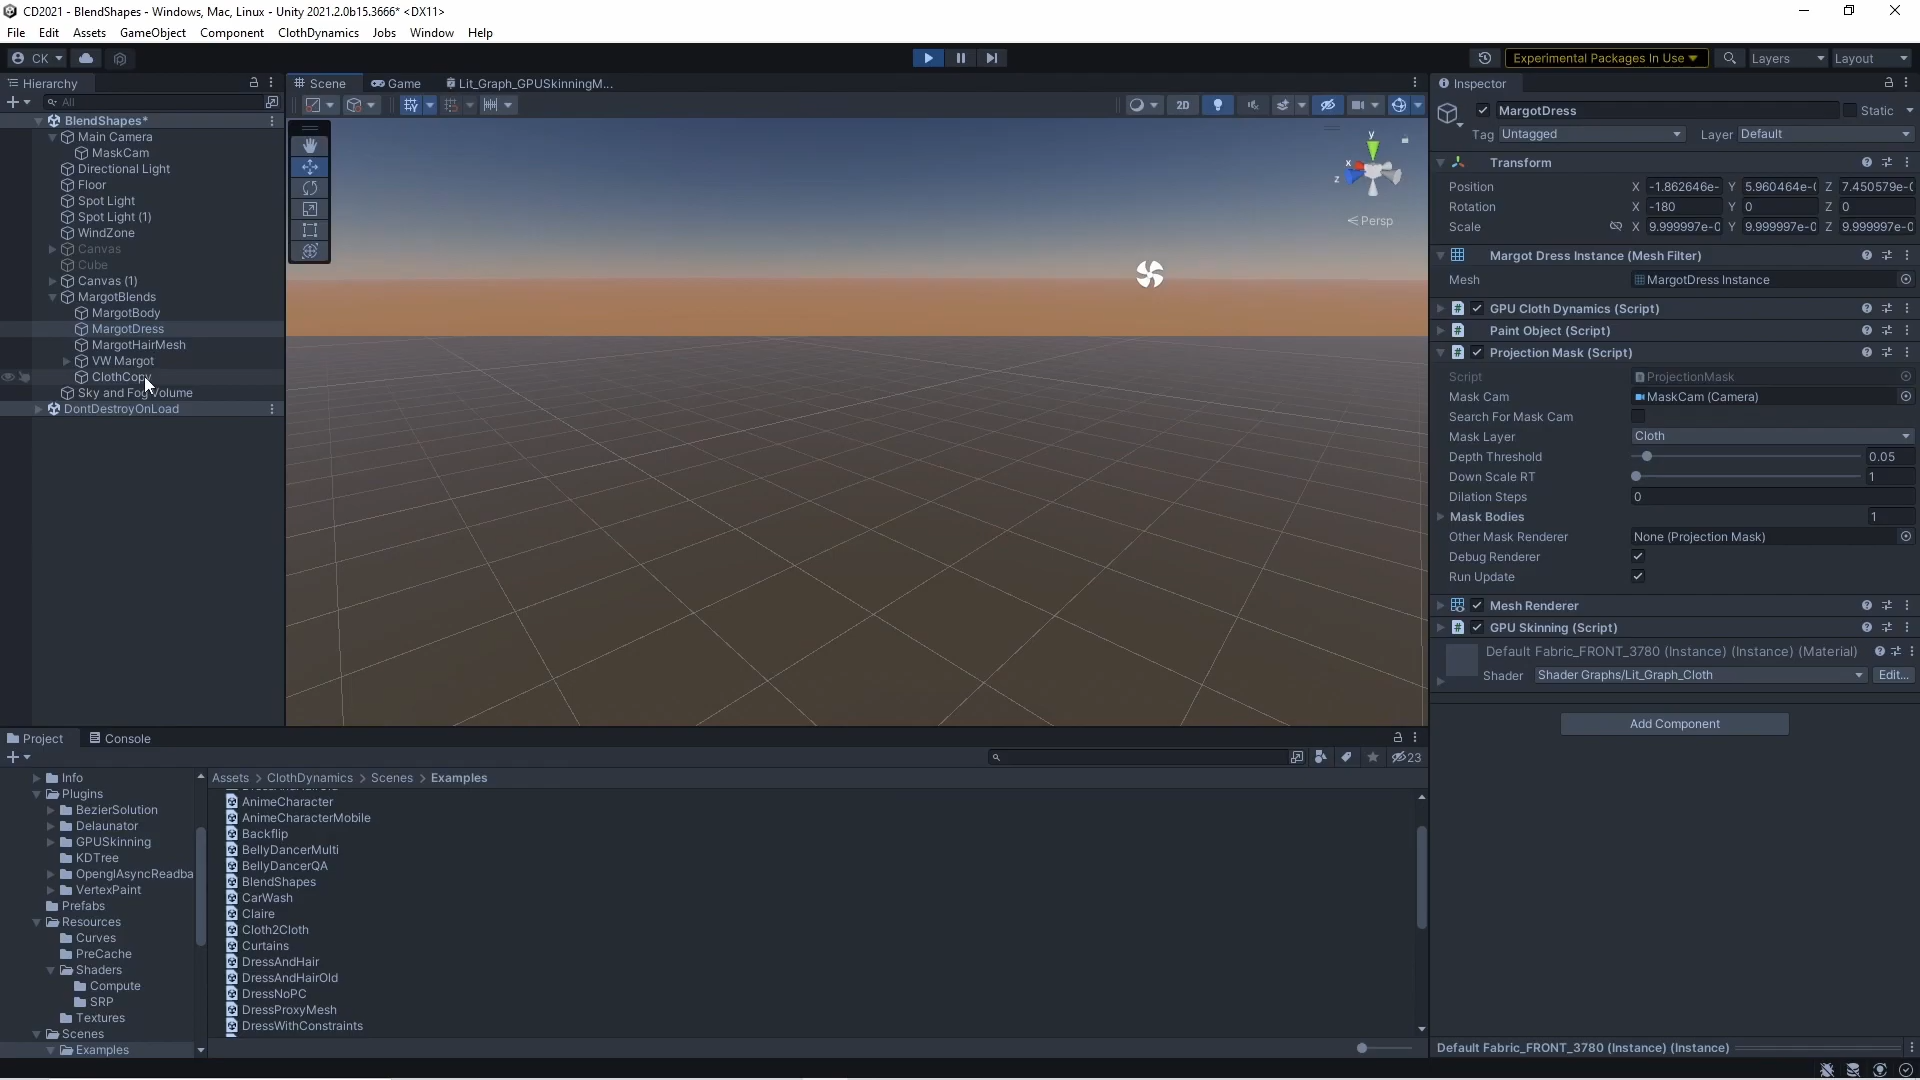 CD2021 - BlendShapes - Windows, Mac, Linux - Unity 2021.2.0b15.3666* <DX11>
File Edit Assets GameObject Component ClothDynamics Jobs Window Help
CK
Experimental Packages In Use
Layers
Layout
Hierarchy
Scene
Game
Lit_Graph_GPUSkinningM...
Inspector
All
2D
BlendShapes*
Main Camera
MaskCam
Directional Light
Floor
Spot Light
Spot Light (1)
WindZone
Canvas
Cube
Canvas (1)
MargotBlends
MargotBody
MargotDress
MargotHairMesh
VW Margot
ClothCopy
Sky and Fog Volume
DontDestroyOnLoad
y
x
z
Persp
MargotDress
Static
Tag Untagged
Layer Default
Transform
Position X -1.862646e- Y 5.960464e-( Z 7.450579e-(
Rotation X -180 Y 0 Z 0
Scale X 9.999997e-0 Y 9.999997e-0 Z 9.999997e-0
Margot Dress Instance (Mesh Filter)
Mesh MargotDress Instance
GPU Cloth Dynamics (Script)
Paint Object (Script)
Projection Mask (Script)
Script ProjectionMask
Mask Cam MaskCam (Camera)
Search For Mask Cam
Mask Layer Cloth
Depth Threshold 0.05
Down Scale RT 1
Dilation Steps 0
Mask Bodies 1
Other Mask Renderer None (Projection Mask)
Debug Renderer
Run Update
Mesh Renderer
GPU Skinning (Script)
Default Fabric_FRONT_3780 (Instance) (Instance) (Material)
Shader Shader Graphs/Lit_Graph_Cloth Edit...
Add Component
Project
Console
23
Info
Plugins
BezierSolution
Delaunator
GPUSkinning
KDTree
OpenglAsyncReadba
VertexPaint
Prefabs
Resources
Curves
PreCache
Shaders
Compute
SRP
Textures
Scenes
Examples
Assets > ClothDynamics > Scenes > Examples
AnimeCharacter
AnimeCharacterMobile
Backflip
BellyDancerMulti
BellyDancerQA
BlendShapes
CarWash
Claire
Cloth2Cloth
Curtains
DressAndHair
DressAndHairOld
DressNoPC
DressProxyMesh
DressWithConstraints
Default Fabric_FRONT_3780 (Instance) (Instance)